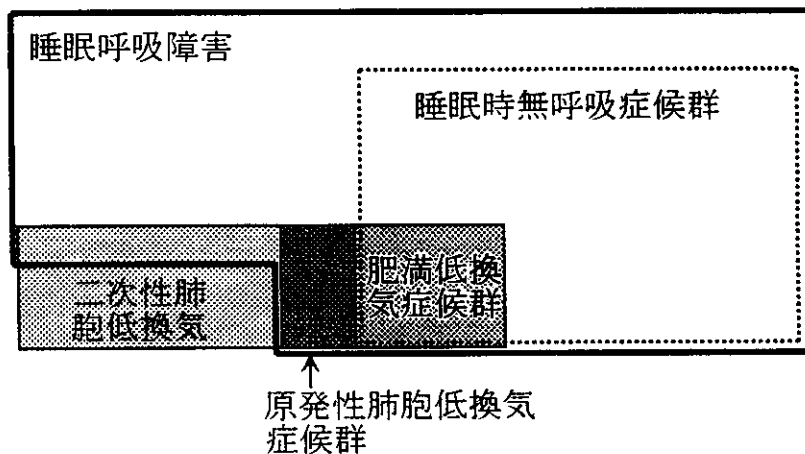 睡眠呼吸障害
睡眠時無呼吸症候群
肥満低換
気症候群
二次性肺
胞低換気
原発性肺胞低換気
症候群